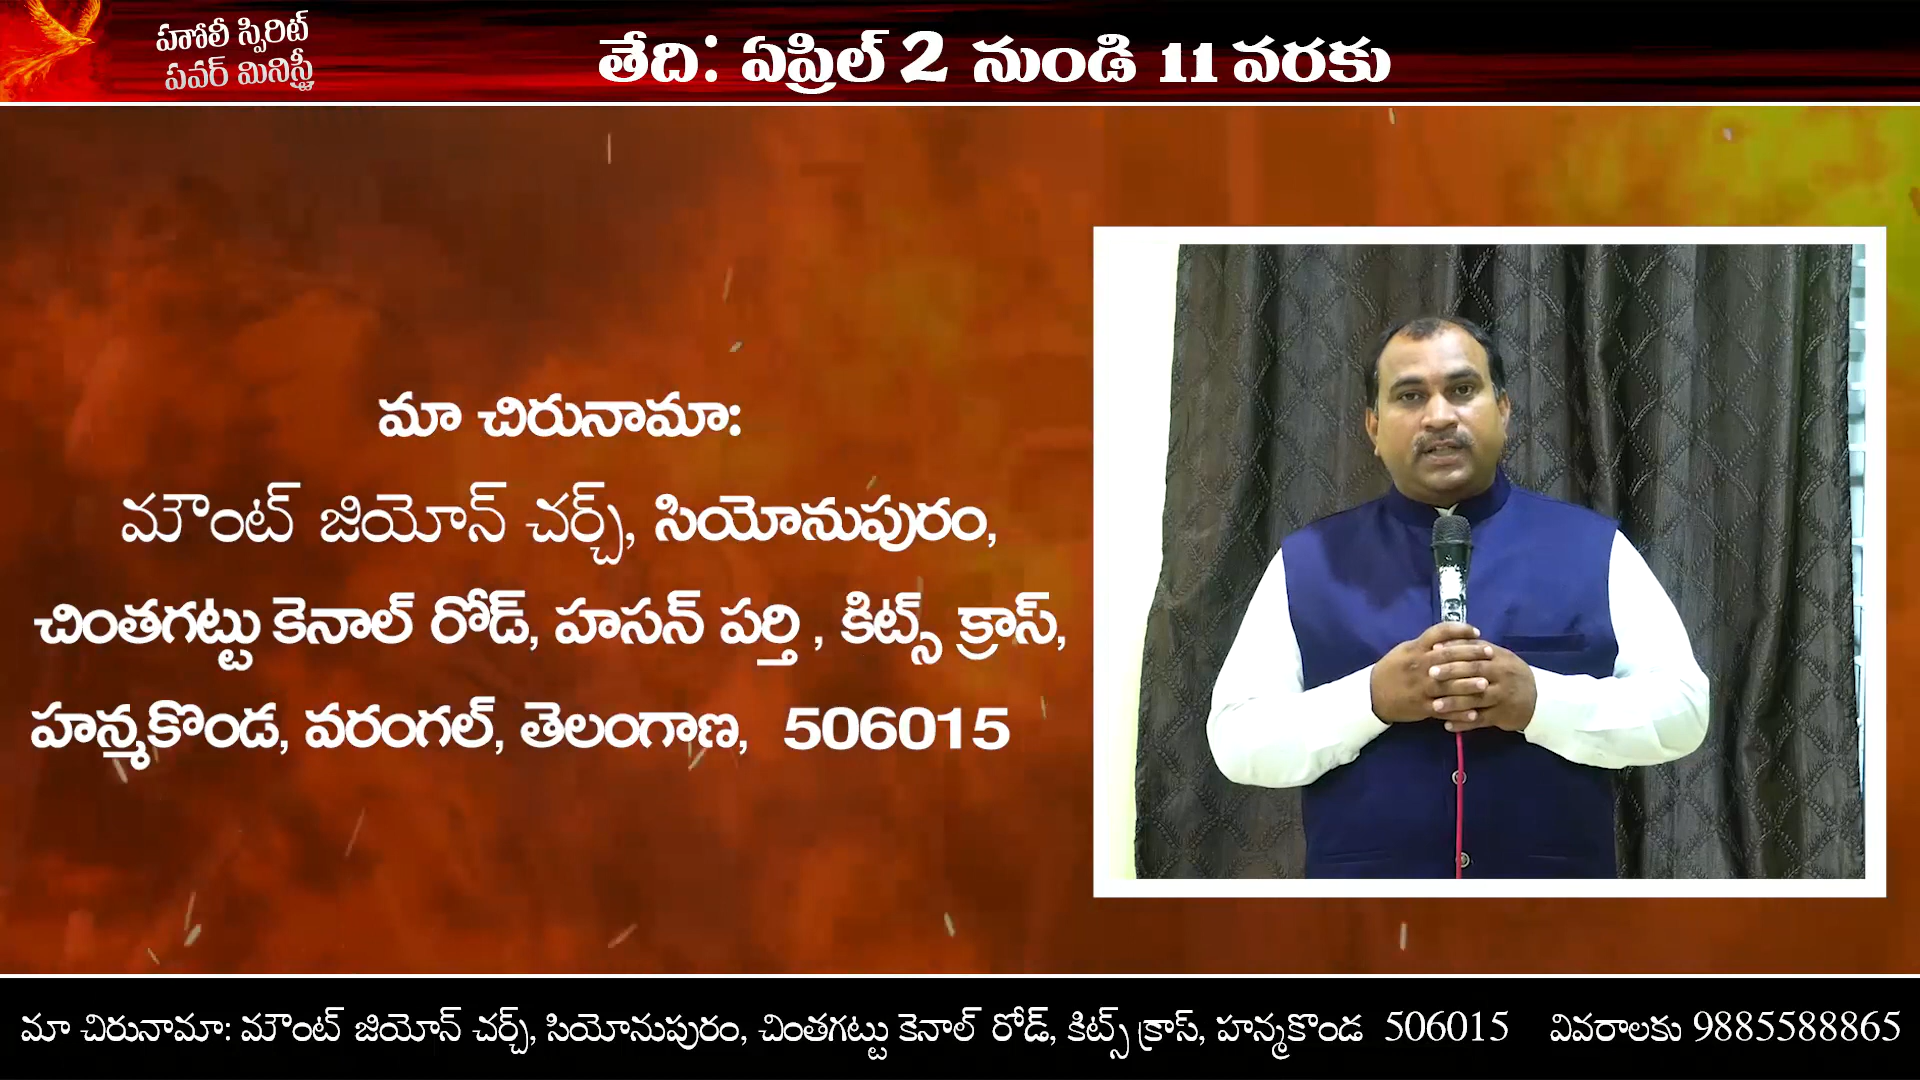 హోలీ స్పిరిట్
పవర్ మినిస్ట్రీ
తేది: ఏప్రిల్ 2 నుండి 11 వరకు
మా చిరునామా:
మౌంట్ జియోన్ చర్చ్, సియోనుపురం,
చింతగట్టు కెనాల్ రోడ్, హసన్ పర్తి , కిట్స్ క్రాస్,
హన్మకొండ, వరంగల్, తెలంగాణ, 506015
మా చిరునామా: మౌంట్ జియోన్ చర్చ్, సియోనుపురం, చింతగట్టు కెనాల్ రోడ్, కిట్స్ క్రాస్, హన్మకొండ 506015 వివరాలకు 9885588865